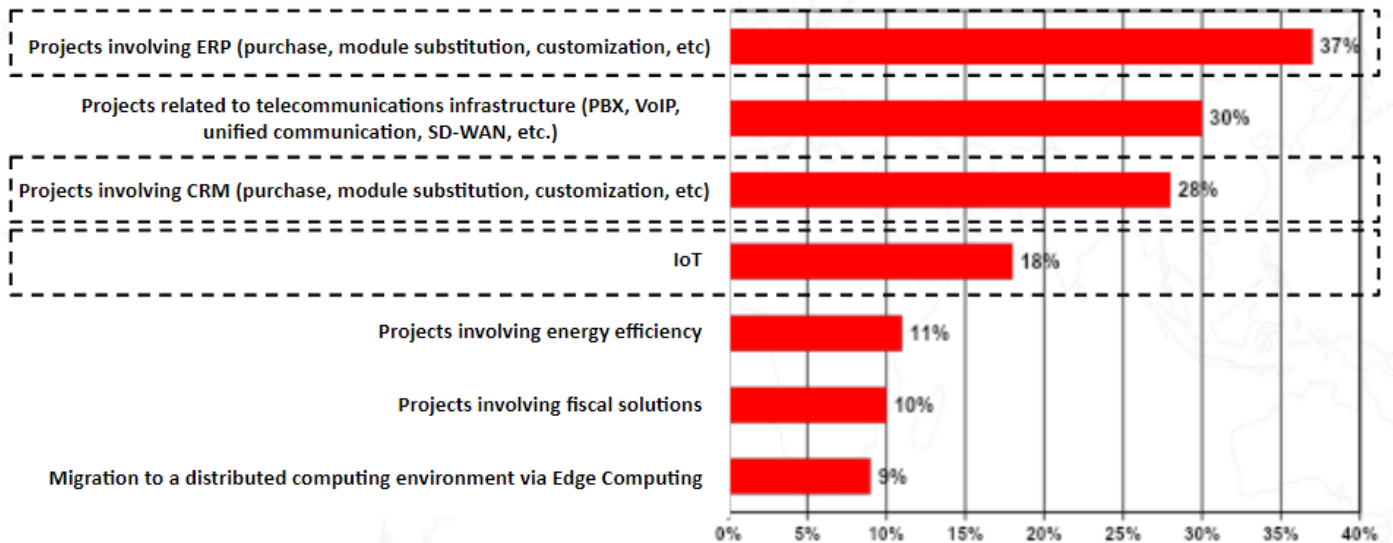 Projects involving ERP (purchase, module substitution, customization, etc)
37%
Projects related to telecommunications infrastructure (PBX, VoIP,
unified communication, SD-WAN, etc.)
30%
Projects involving CRM (purchase, module substitution, customization, etc)
28%
IoT
18%
Projects involving energy efficiency
11%
Projects involving fiscal solutions
10%
Migration to a distributed computing environment via Edge Computing
9%
0% 5% 10% 15% 20% 25% 30% 35% 40%